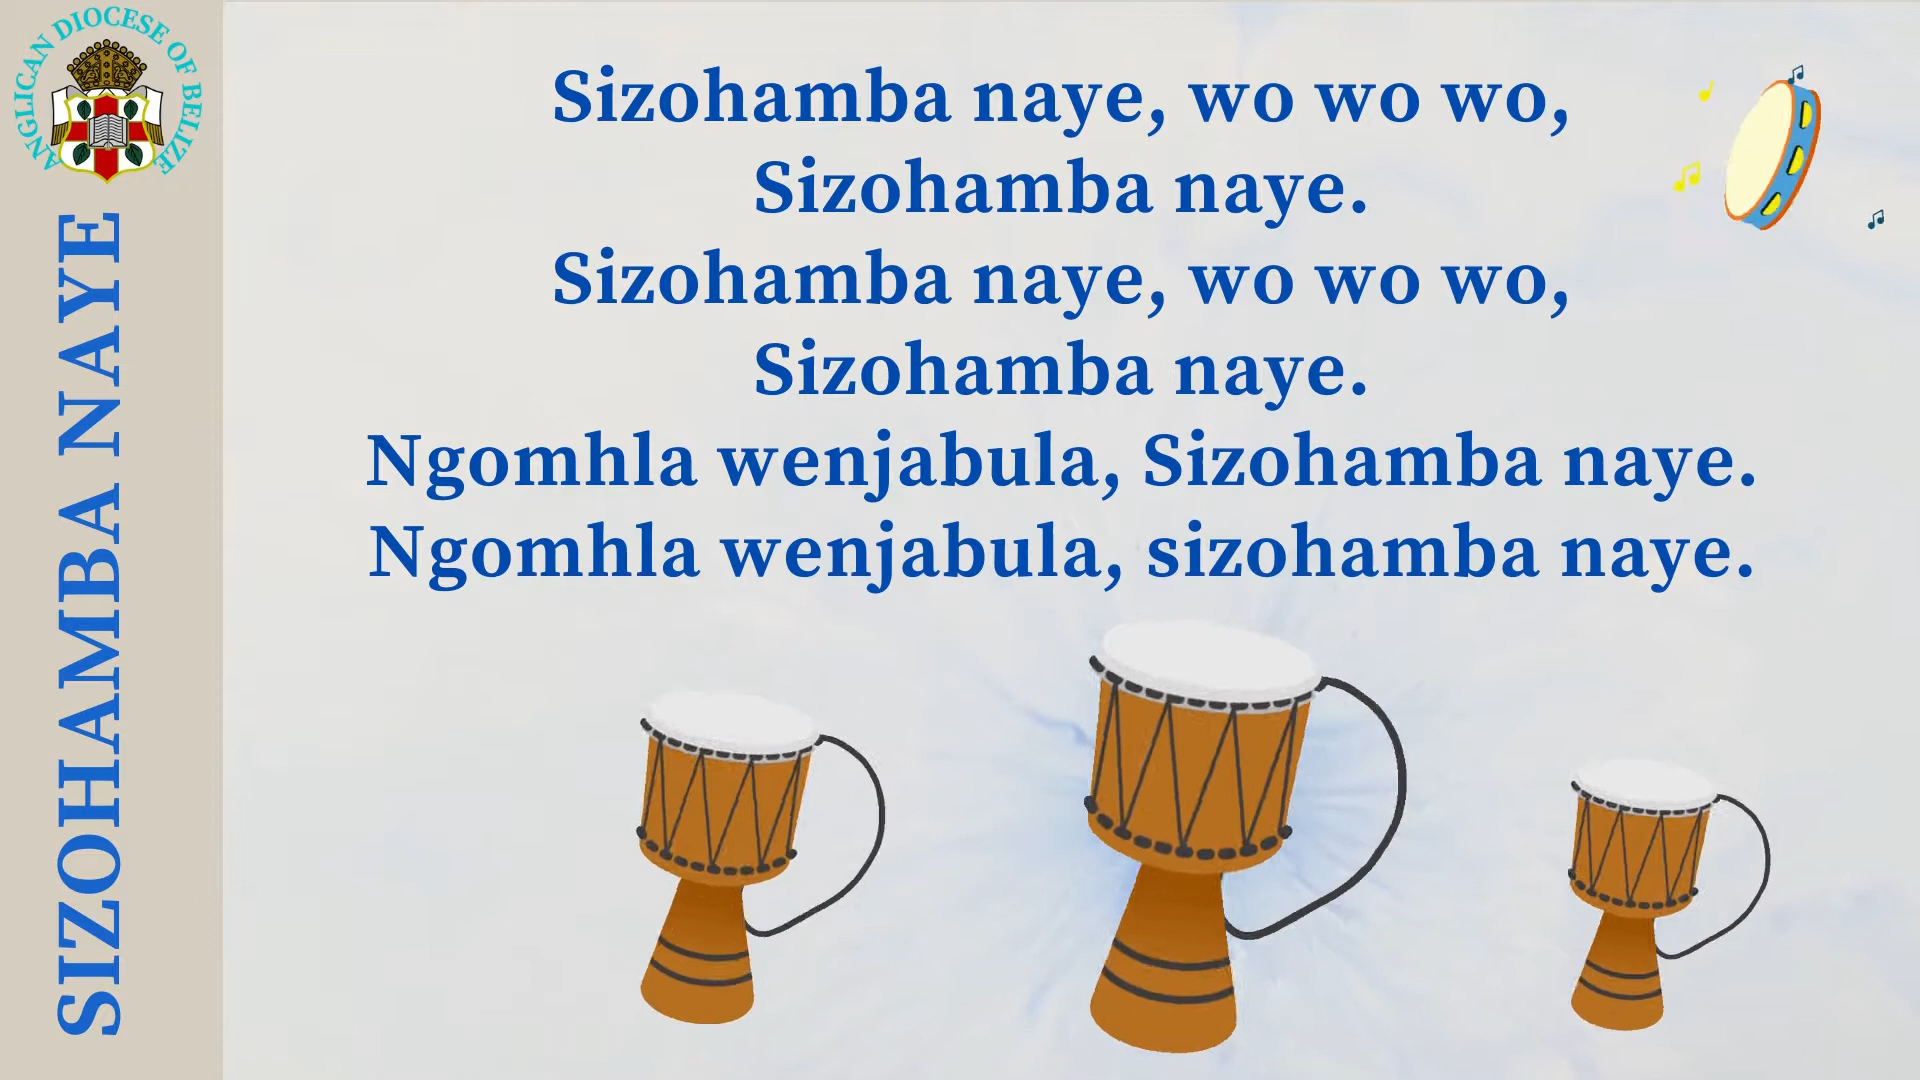 ANGLICAN DIOCESE OF BELIZE
SIZOHAMBA NAYE
Sizohamba naye, wo wo wo,
Sizohamba naye.
Sizohamba naye, wo wo wo,
Sizohamba naye.
Ngomhla wenjabula, Sizohamba naye.
Ngomhla wenjabula, sizohamba naye.